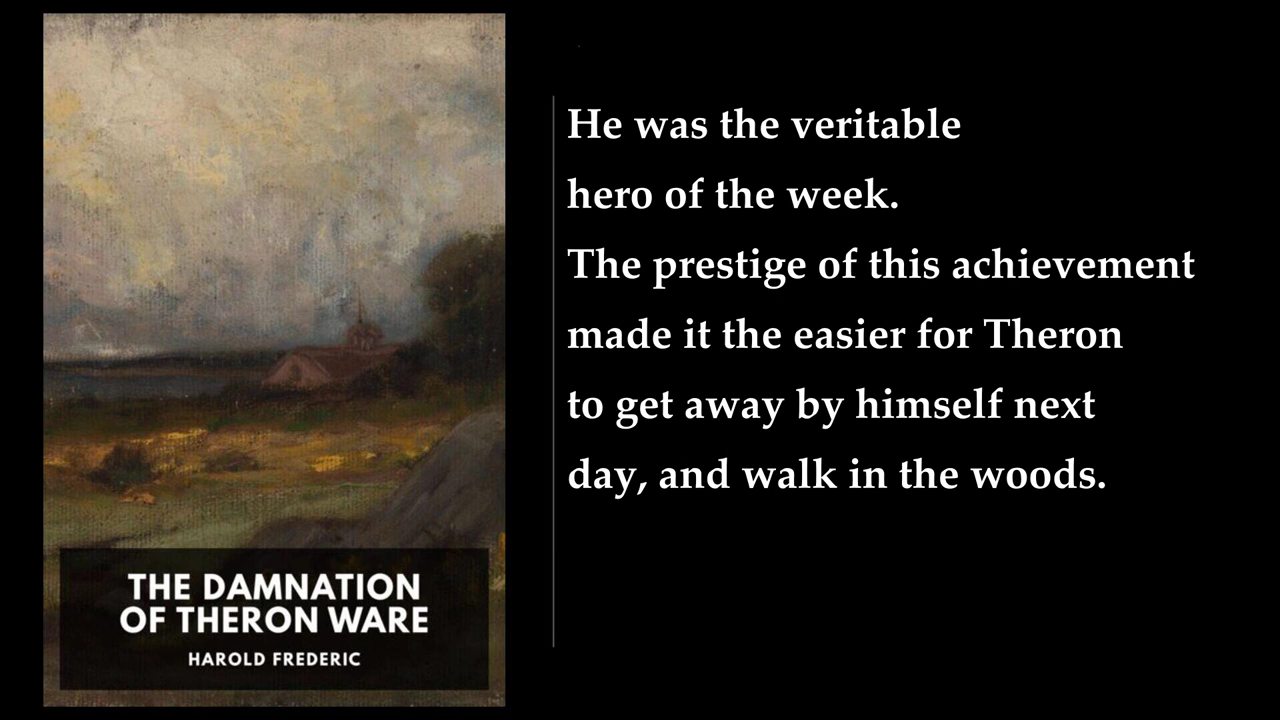 THE DAMNATION
OF THERON WARE
HAROLD FREDERIC
He was the veritable
hero of the week.
The prestige of this achievement
made it the easier for Theron
to get away by himself next
day, and walk in the woods.